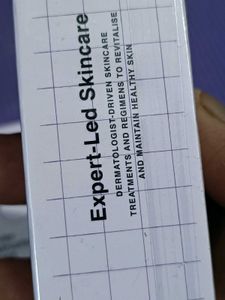 Expert-Led Skincare
DERMATOLOGIST-DRIVEN SKINCARE
TREATMENTS AND REGIMENS TO REVITALISE
AND MAINTAIN HEALTHY SKIN